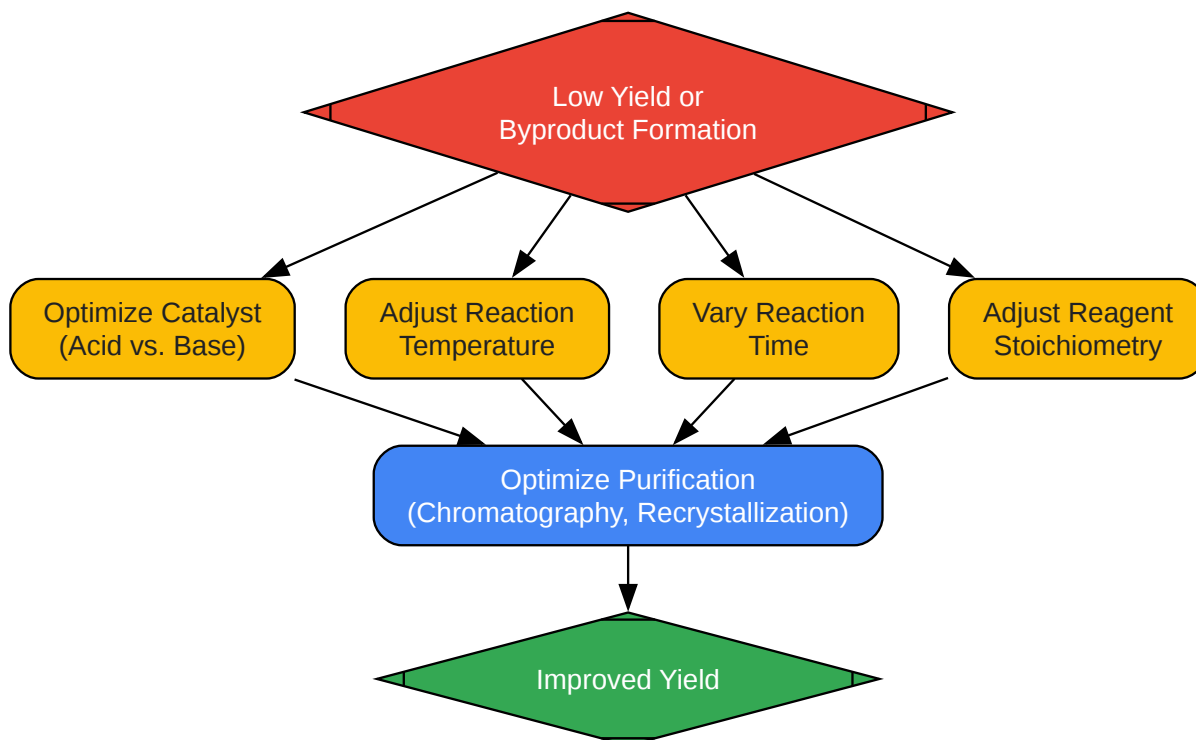 Low Yield or
Byproduct Formation
Optimize Catalyst
(Acid vs. Base)
Adjust Reaction
Temperature
Vary Reaction
Time
Adjust Reagent
Stoichiometry
Optimize Purification
(Chromatography, Recrystallization)
Improved Yield